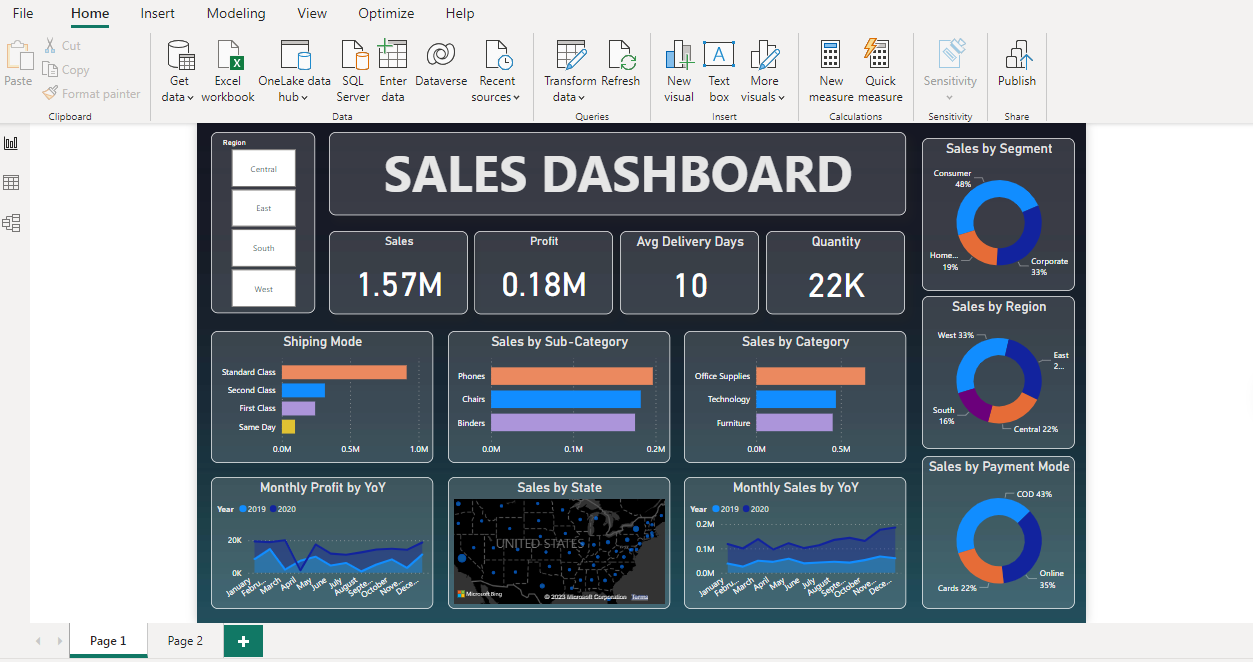 File Home Insert Modeling View Optimize Help
Paste
Cut
Copy
Format painter
Clipboard
Get data
Excel workbook
OneLake data hub
SQL Server
Enter data
Dataverse
Recent sources
Data
Transform data
Refresh
Queries
New visual
Text box
More visuals
Insert
New measure
Quick measure
Calculations
Sensitivity
Sensitivity
Publish
Share
Region
Central
East
South
West
SALES DASHBOARD
Sales
1.57M
Profit
0.18M
Avg Delivery Days
10
Quantity
22K
Sales by Segment
Consumer
48%
Home...
19%
Corporate
33%
Shiping Mode
Standard Class
Second Class
First Class
Same Day
0.0M 0.5M 1.0M
Sales by Sub-Category
Phones
Chairs
Binders
0.0M 0.1M 0.2M
Sales by Category
Office Supplies
Technology
Furniture
0.0M 0.5M
Sales by Region
West 33%
East
2...
South
16%
Central 22%
Monthly Profit by YoY
Year 2019 2020
20K
0K
January Febru... March April May June July August Septe... October Nove... Dece...
Sales by State
UNITED STATES
Microsoft Bing
© 2023 Microsoft Corporation Terms
Monthly Sales by YoY
Year 2019 2020
0.2M
0.1M
0.0M
January Febru... March April May June July August Septe... October Nove... Dece...
Sales by Payment Mode
COD 43%
Online
35%
Cards 22%
Page 1 Page 2 +